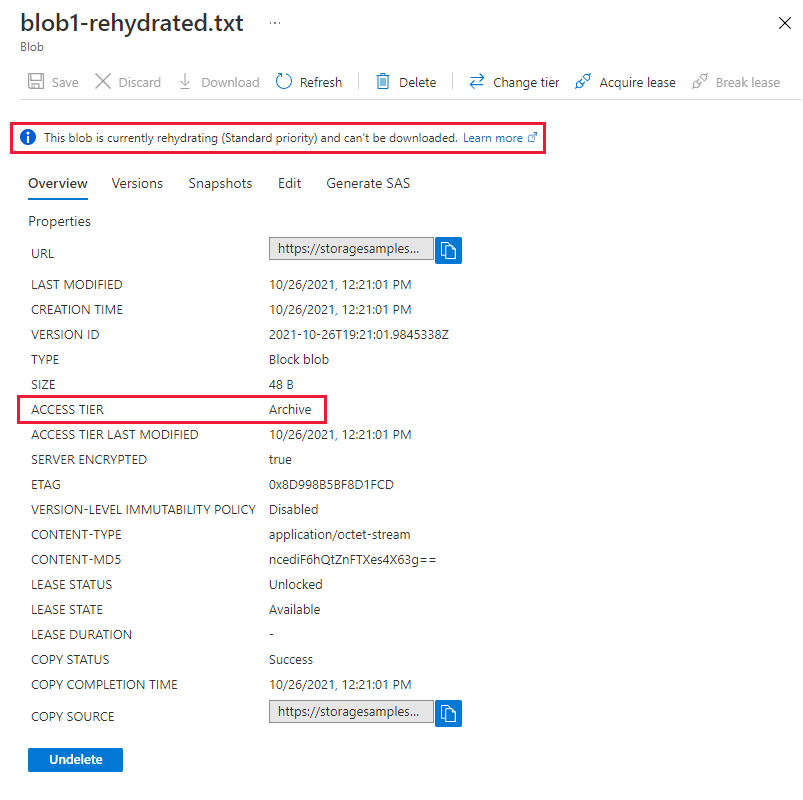 blob1-rehydrated.txt ...
Blob
Save Discard Download Refresh Delete Change tier Acquire lease Break lease
This blob is currently rehydrating (Standard priority) and can't be downloaded. Learn more
Overview Versions Snapshots Edit Generate SAS
Properties
URL https://storagesamples...
LAST MODIFIED 10/26/2021, 12:21:01 PM
CREATION TIME 10/26/2021, 12:21:01 PM
VERSION ID 2021-10-26T19:21:01.9845338Z
TYPE Block blob
SIZE 48 B
ACCESS TIER Archive
ACCESS TIER LAST MODIFIED 10/26/2021, 12:21:01 PM
SERVER ENCRYPTED true
ETAG 0x8D998B5BF8D1FCD
VERSION-LEVEL IMMUTABILITY POLICY Disabled
CONTENT-TYPE application/octet-stream
CONTENT-MD5 ncediF6hQtZnFTXes4X63g==
LEASE STATUS Unlocked
LEASE STATE Available
LEASE DURATION -
COPY STATUS Success
COPY COMPLETION TIME 10/26/2021, 12:21:01 PM
COPY SOURCE https://storagesamples...
Undelete